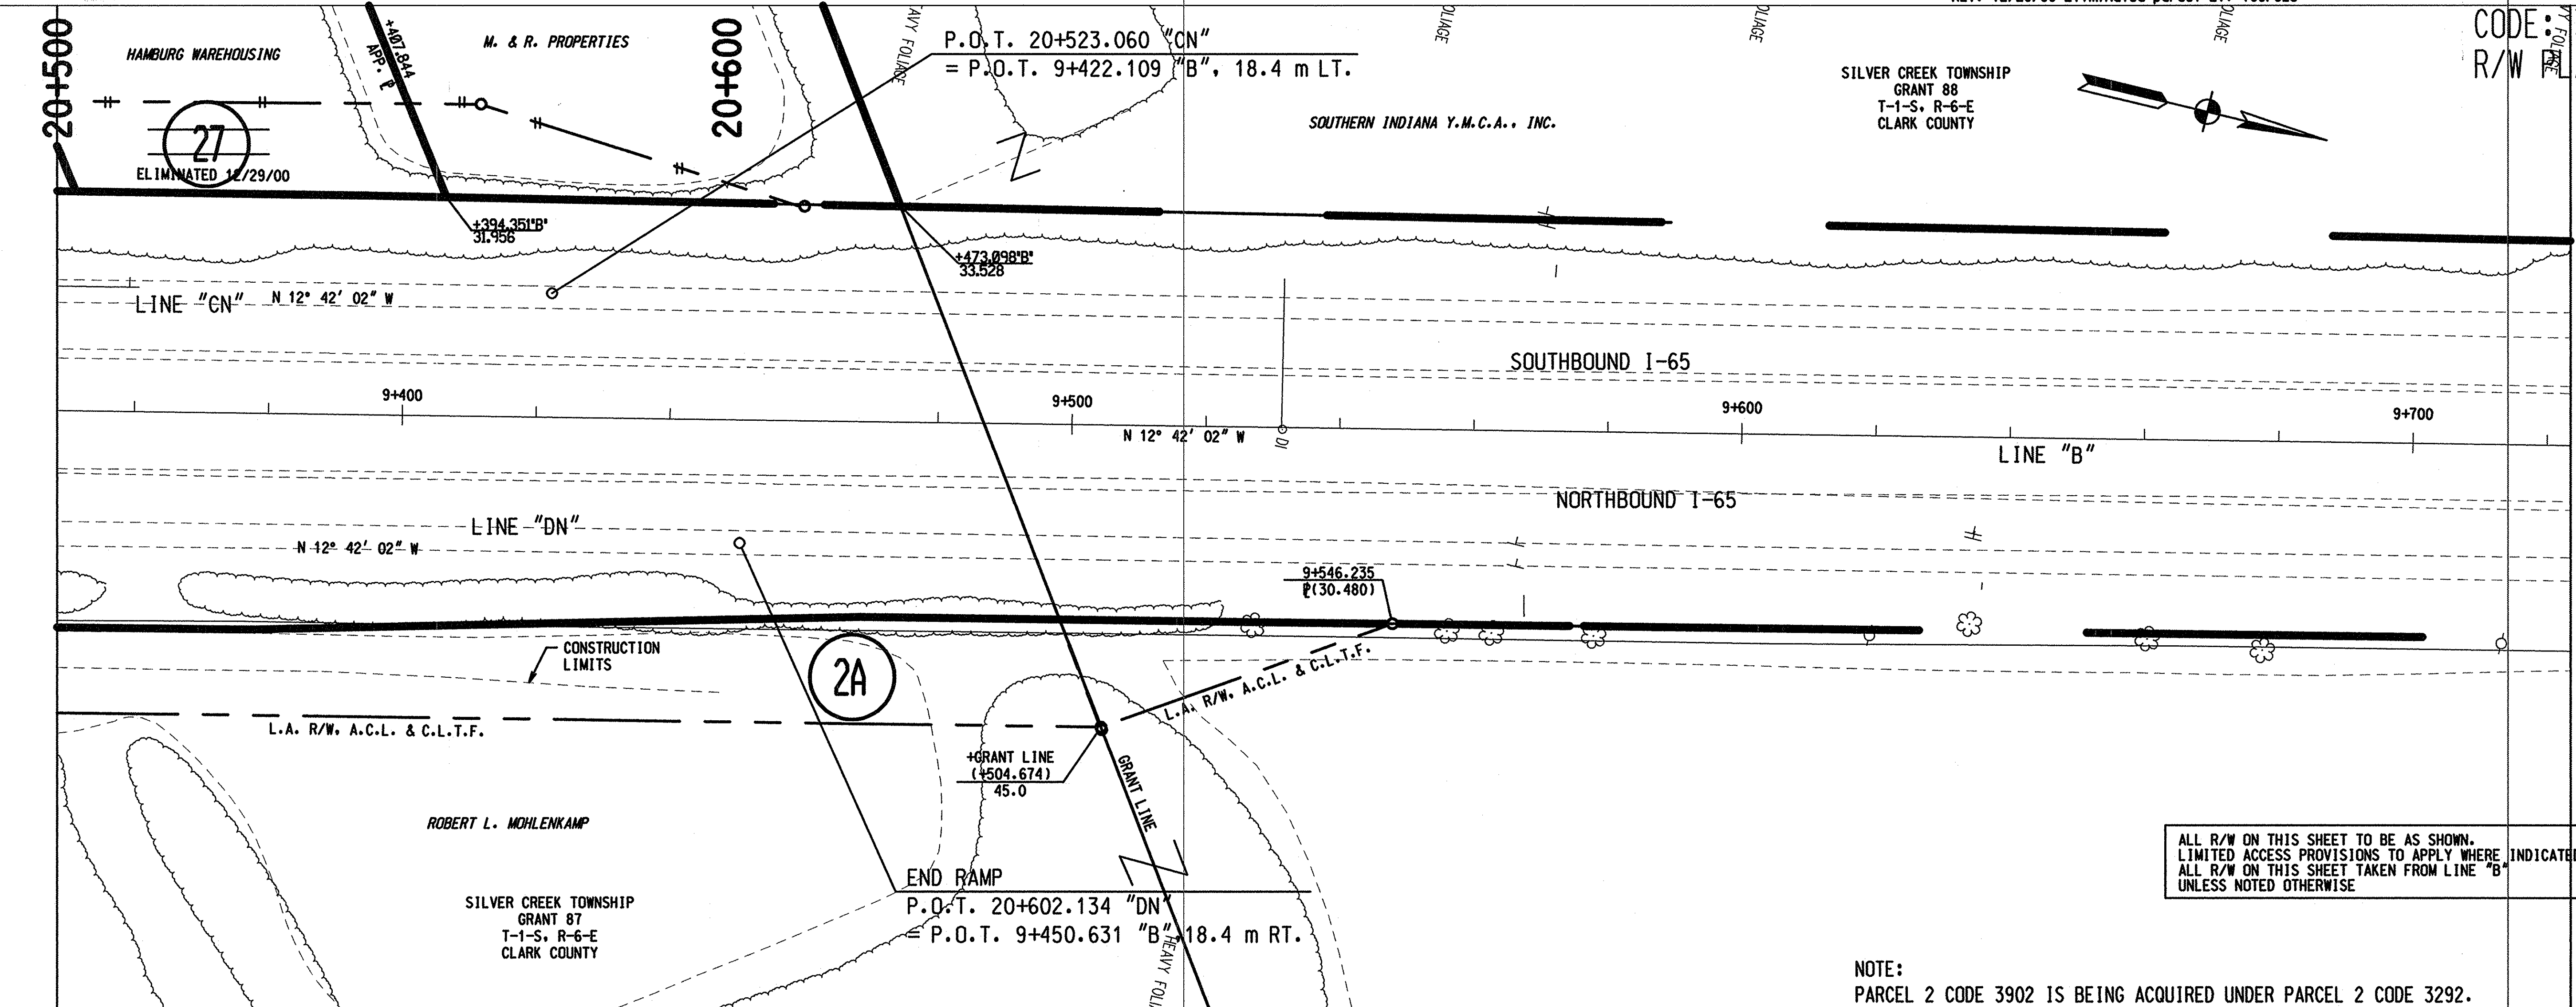 CODE:
R/W
20+500
HAMBURG WAREHOUSING
+407.844
APP. ⅊
M. & R. PROPERTIES
20+600
P.O.T. 20+523.060 "CN"
= P.O.T. 9+422.109 "B", 18.4 m LT.
SOUTHERN INDIANA Y.M.C.A., INC.
SILVER CREEK TOWNSHIP
GRANT 88
T-1-S, R-6-E
CLARK COUNTY
27
ELIMINATED 12/29/00
+394.351"B"
31.956
+473.098"B"
33.528
LINE "CN"
N 12° 42' 02" W
SOUTHBOUND I-65
9+400
9+500
9+600
9+700
N 12° 42' 02" W
DI
LINE "B"
NORTHBOUND I-65
LINE "DN"
N 12° 42' 02" W
9+546.235
⅊(30.480)
CONSTRUCTION
LIMITS
2A
L.A. R/W, A.C.L. & C.L.T.F.
L.A. R/W, A.C.L. & C.L.T.F.
+GRANT LINE
(+504.674)
45.0
GRANT LINE
ROBERT L. MOHLENKAMP
ALL R/W ON THIS SHEET TO BE AS SHOWN.
LIMITED ACCESS PROVISIONS TO APPLY WHERE INDICATED
ALL R/W ON THIS SHEET TAKEN FROM LINE "B"
UNLESS NOTED OTHERWISE
END RAMP
P.O.T. 20+602.134 "DN"
= P.O.T. 9+450.631 "B", 18.4 m RT.
SILVER CREEK TOWNSHIP
GRANT 87
T-1-S, R-6-E
CLARK COUNTY
HEAVY
NOTE:
PARCEL 2 CODE 3902 IS BEING ACQUIRED UNDER PARCEL 2 CODE 3292.